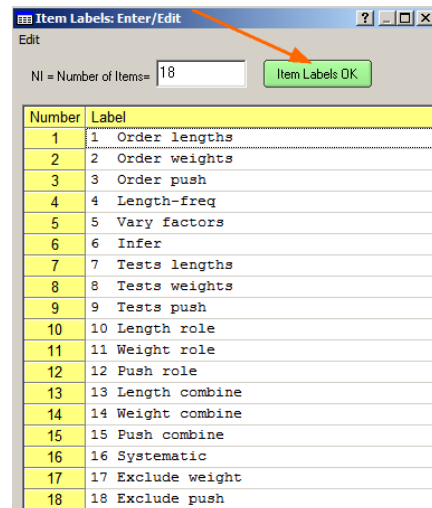 Item Labels: Enter/Edit
Edit
NI = Number of Items= 18 Item Labels OK
Number Label
1 1 Order lengths
2 2 Order weights
3 3 Order push
4 4 Length-freq
5 5 Vary factors
6 6 Infer
7 7 Tests lengths
8 8 Tests weights
9 9 Tests push
10 10 Length role
11 11 Weight role
12 12 Push role
13 13 Length combine
14 14 Weight combine
15 15 Push combine
16 16 Systematic
17 17 Exclude weight
18 18 Exclude push